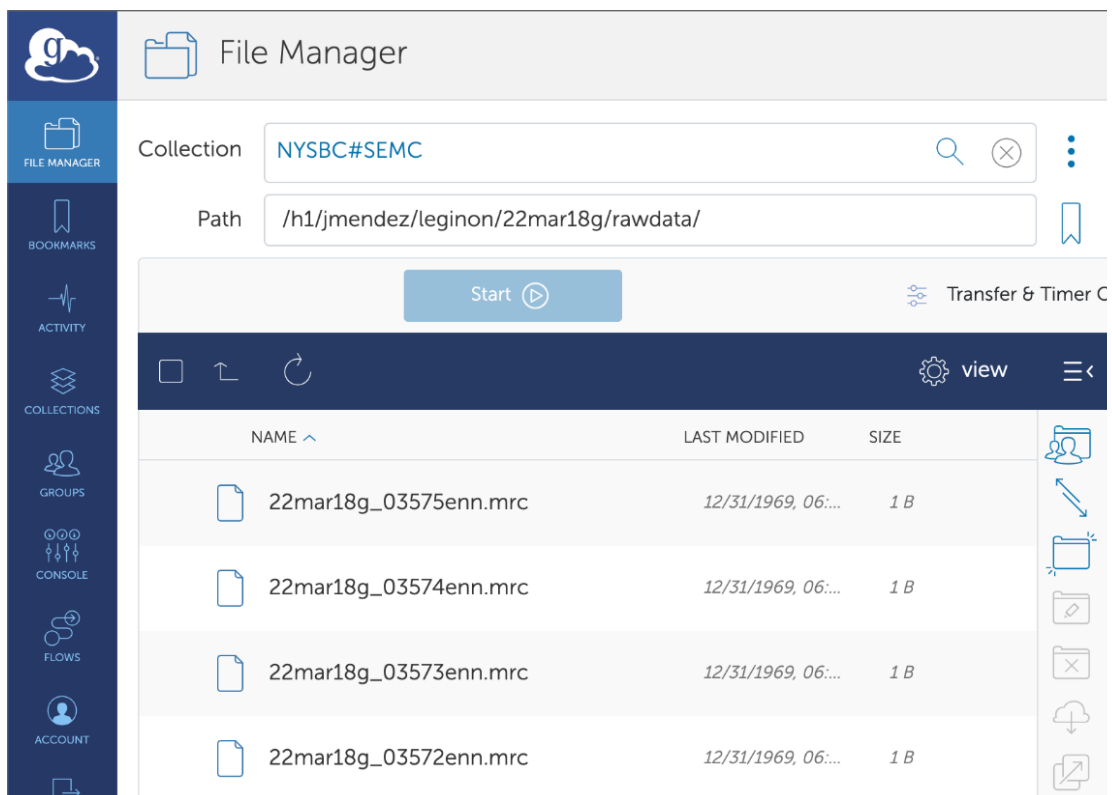 g
File Manager
FILE MANAGER
BOOKMARKS
ACTIVITY
COLLECTIONS
GROUPS
CONSOLE
FLOWS
ACCOUNT
Collection NYSBC#SEMC
Path /h1/jmendez/leginon/22mar18g/rawdata/
Start Transfer & Timer O
view
NAME LAST MODIFIED SIZE
22mar18g_03575enn.mrc 12/31/1969, 06:... 1 B
22mar18g_03574enn.mrc 12/31/1969, 06:... 1 B
22mar18g_03573enn.mrc 12/31/1969, 06:... 1 B
22mar18g_03572enn.mrc 12/31/1969, 06:... 1 B